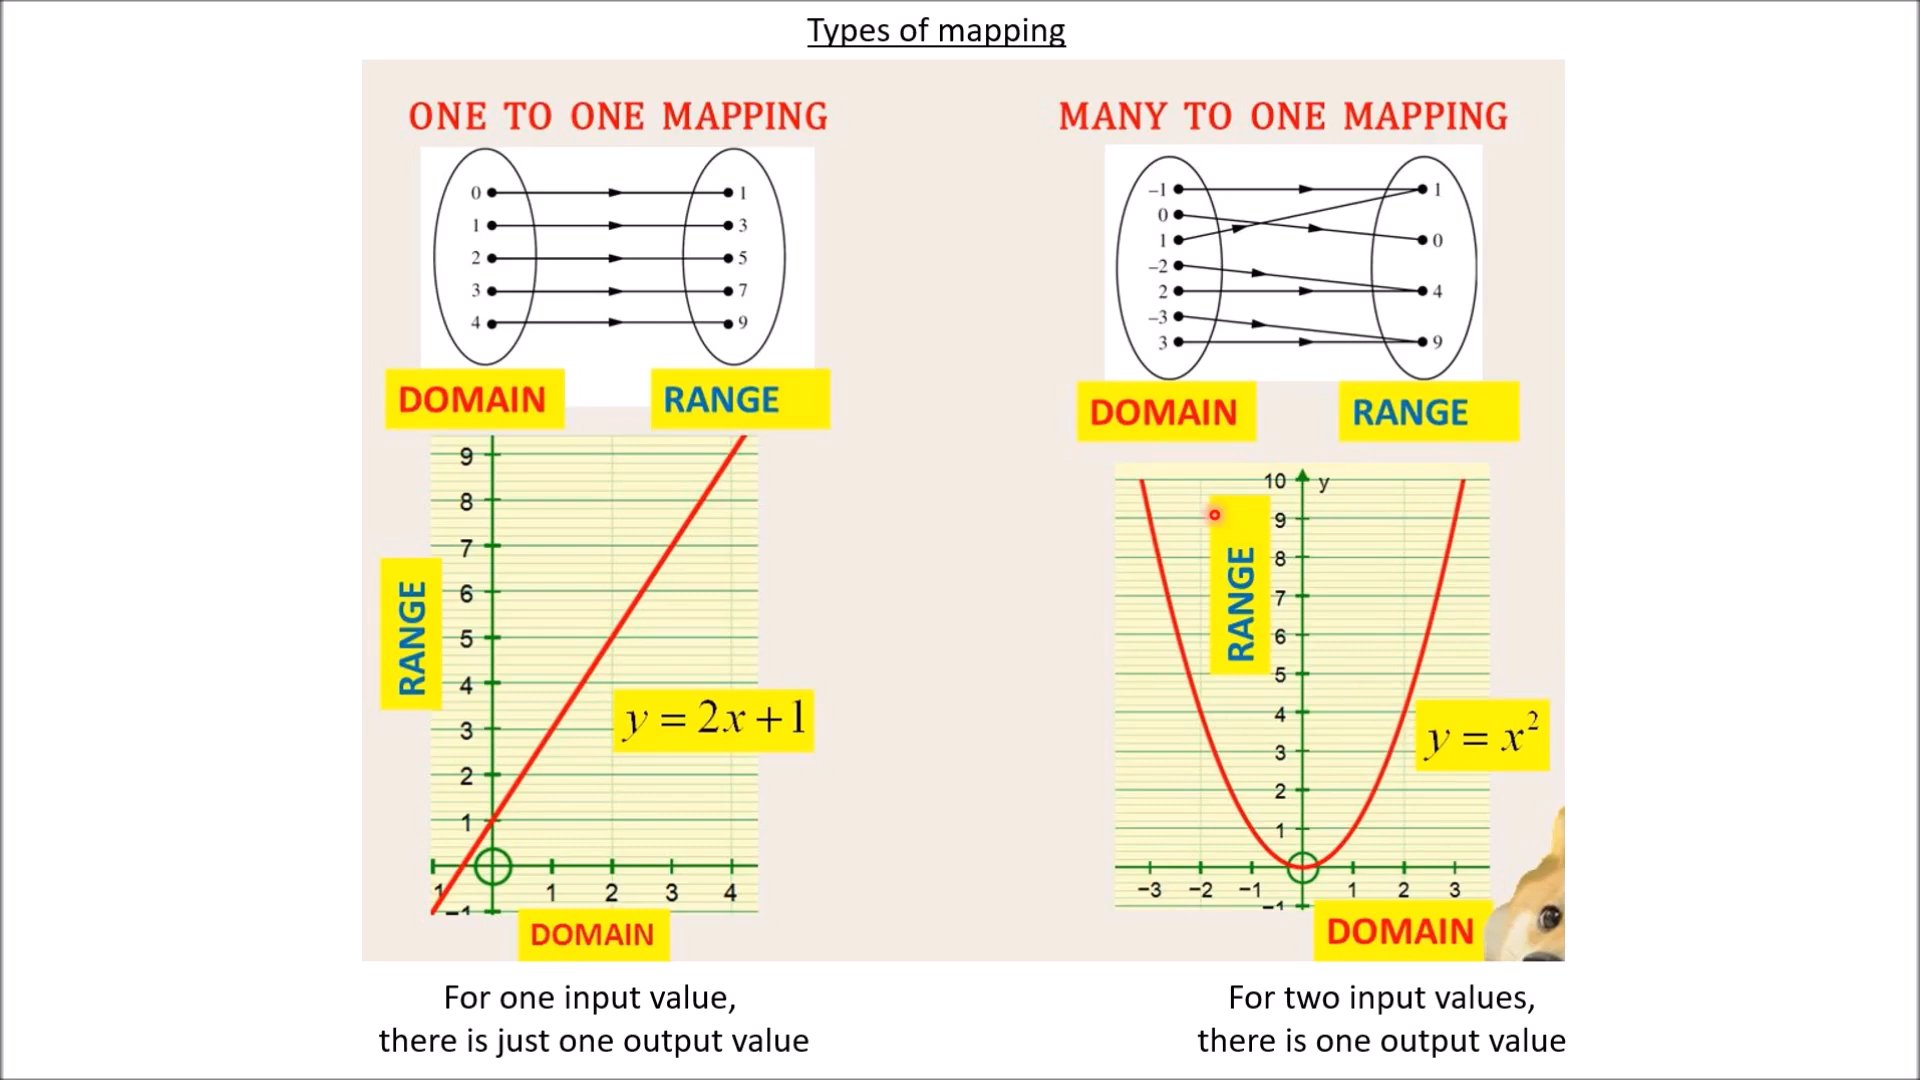 Types of mapping
ONE TO ONE MAPPING
0 1
1 3
2 5
3 7
4 9
DOMAIN RANGE
9
8
7
6
5
4
3
2
1
1 1 2 3 4
−1
RANGE
y = 2x + 1
DOMAIN
For one input value,
there is just one output value
MANY TO ONE MAPPING
−1 1
0
1 0
−2
2 4
−3
3 9
DOMAIN RANGE
10 y
9
8
7
6
5
4
3
2
1
−3 −2 −1 1 2 3
−1
RANGE
y = x²
DOMAIN
For two input values,
there is one output value